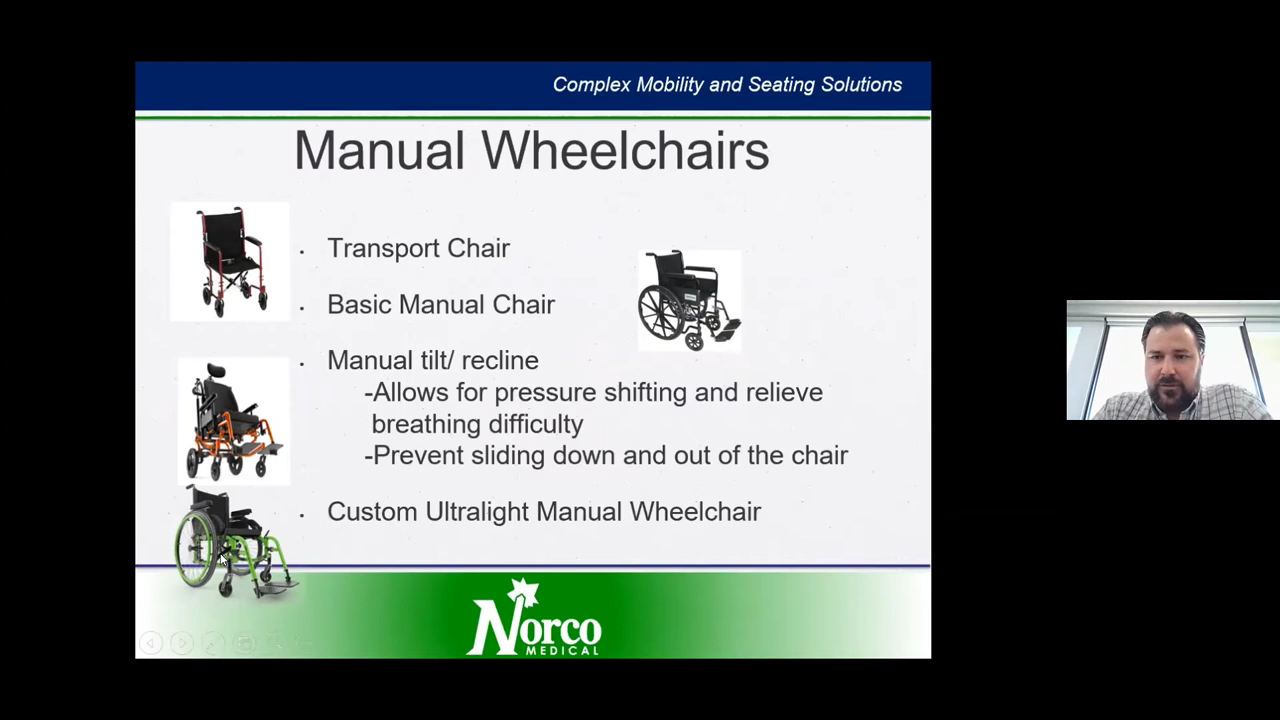 Complex Mobility and Seating Solutions
Manual Wheelchairs
• Transport Chair
• Basic Manual Chair
• Manual tilt/ recline
-Allows for pressure shifting and relieve
breathing difficulty
-Prevent sliding down and out of the chair
• Custom Ultralight Manual Wheelchair
Norco
MEDICAL